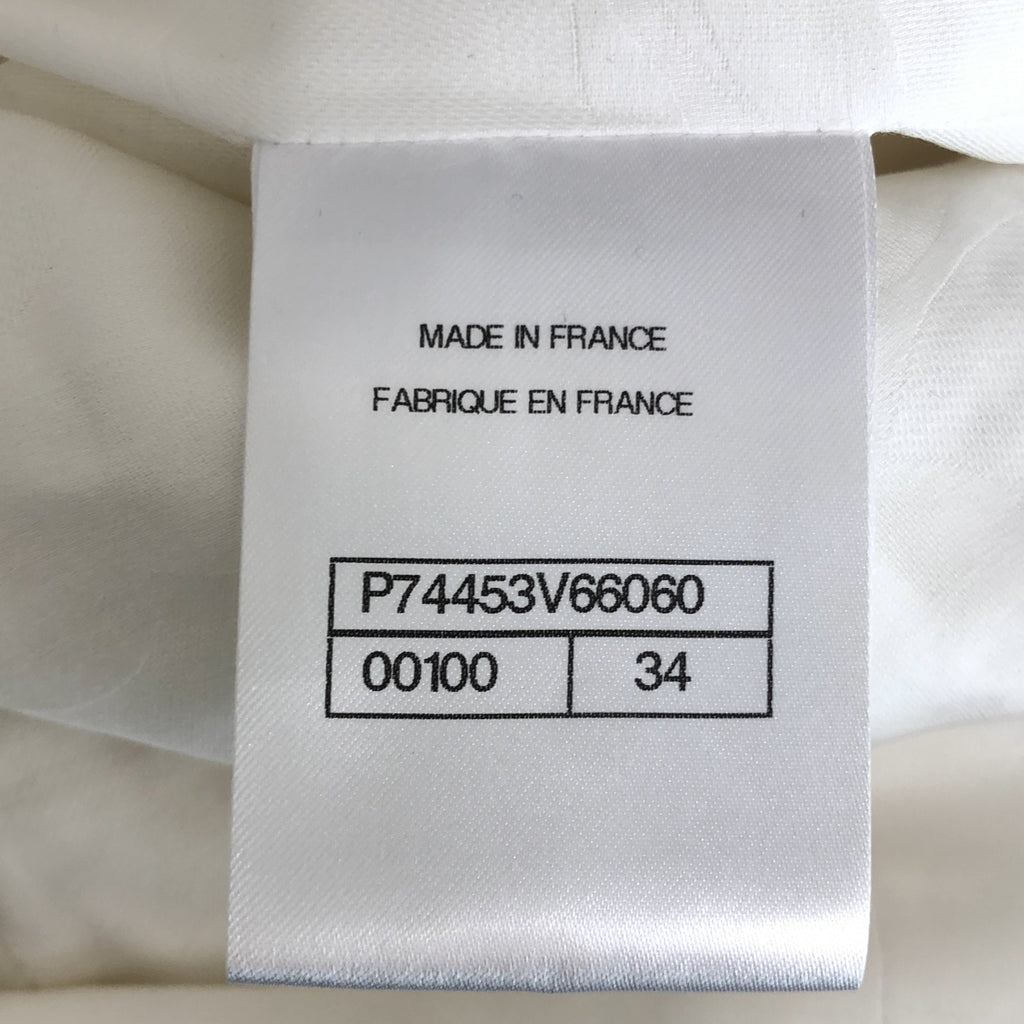 MADE IN FRANCE
FABRIQUE EN FRANCE
P74453V66060
00100 34